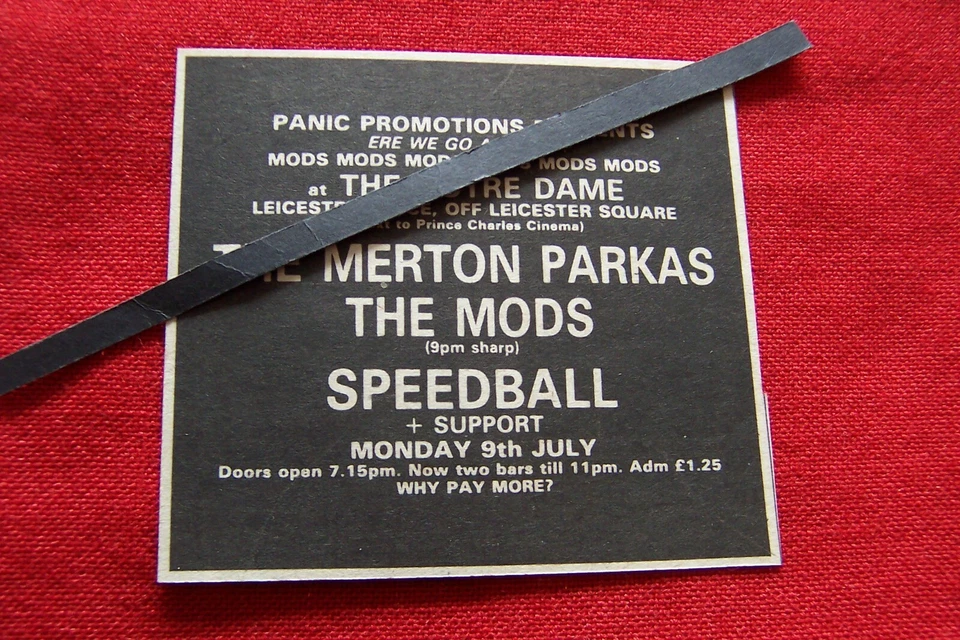 PANIC PROMOTIONS
ERE WE GO
MODS MODS MODS MODS
at THE DAME
OFF LEICESTER SQUARE
to Prince Charles Cinema)
THE MERTON PARKAS
THE MODS
(9pm sharp)
SPEEDBALL
+ SUPPORT
MONDAY 9th JULY
Doors open 7.15pm. Now two bars till 11pm. Adm £1.25
WHY PAY MORE?